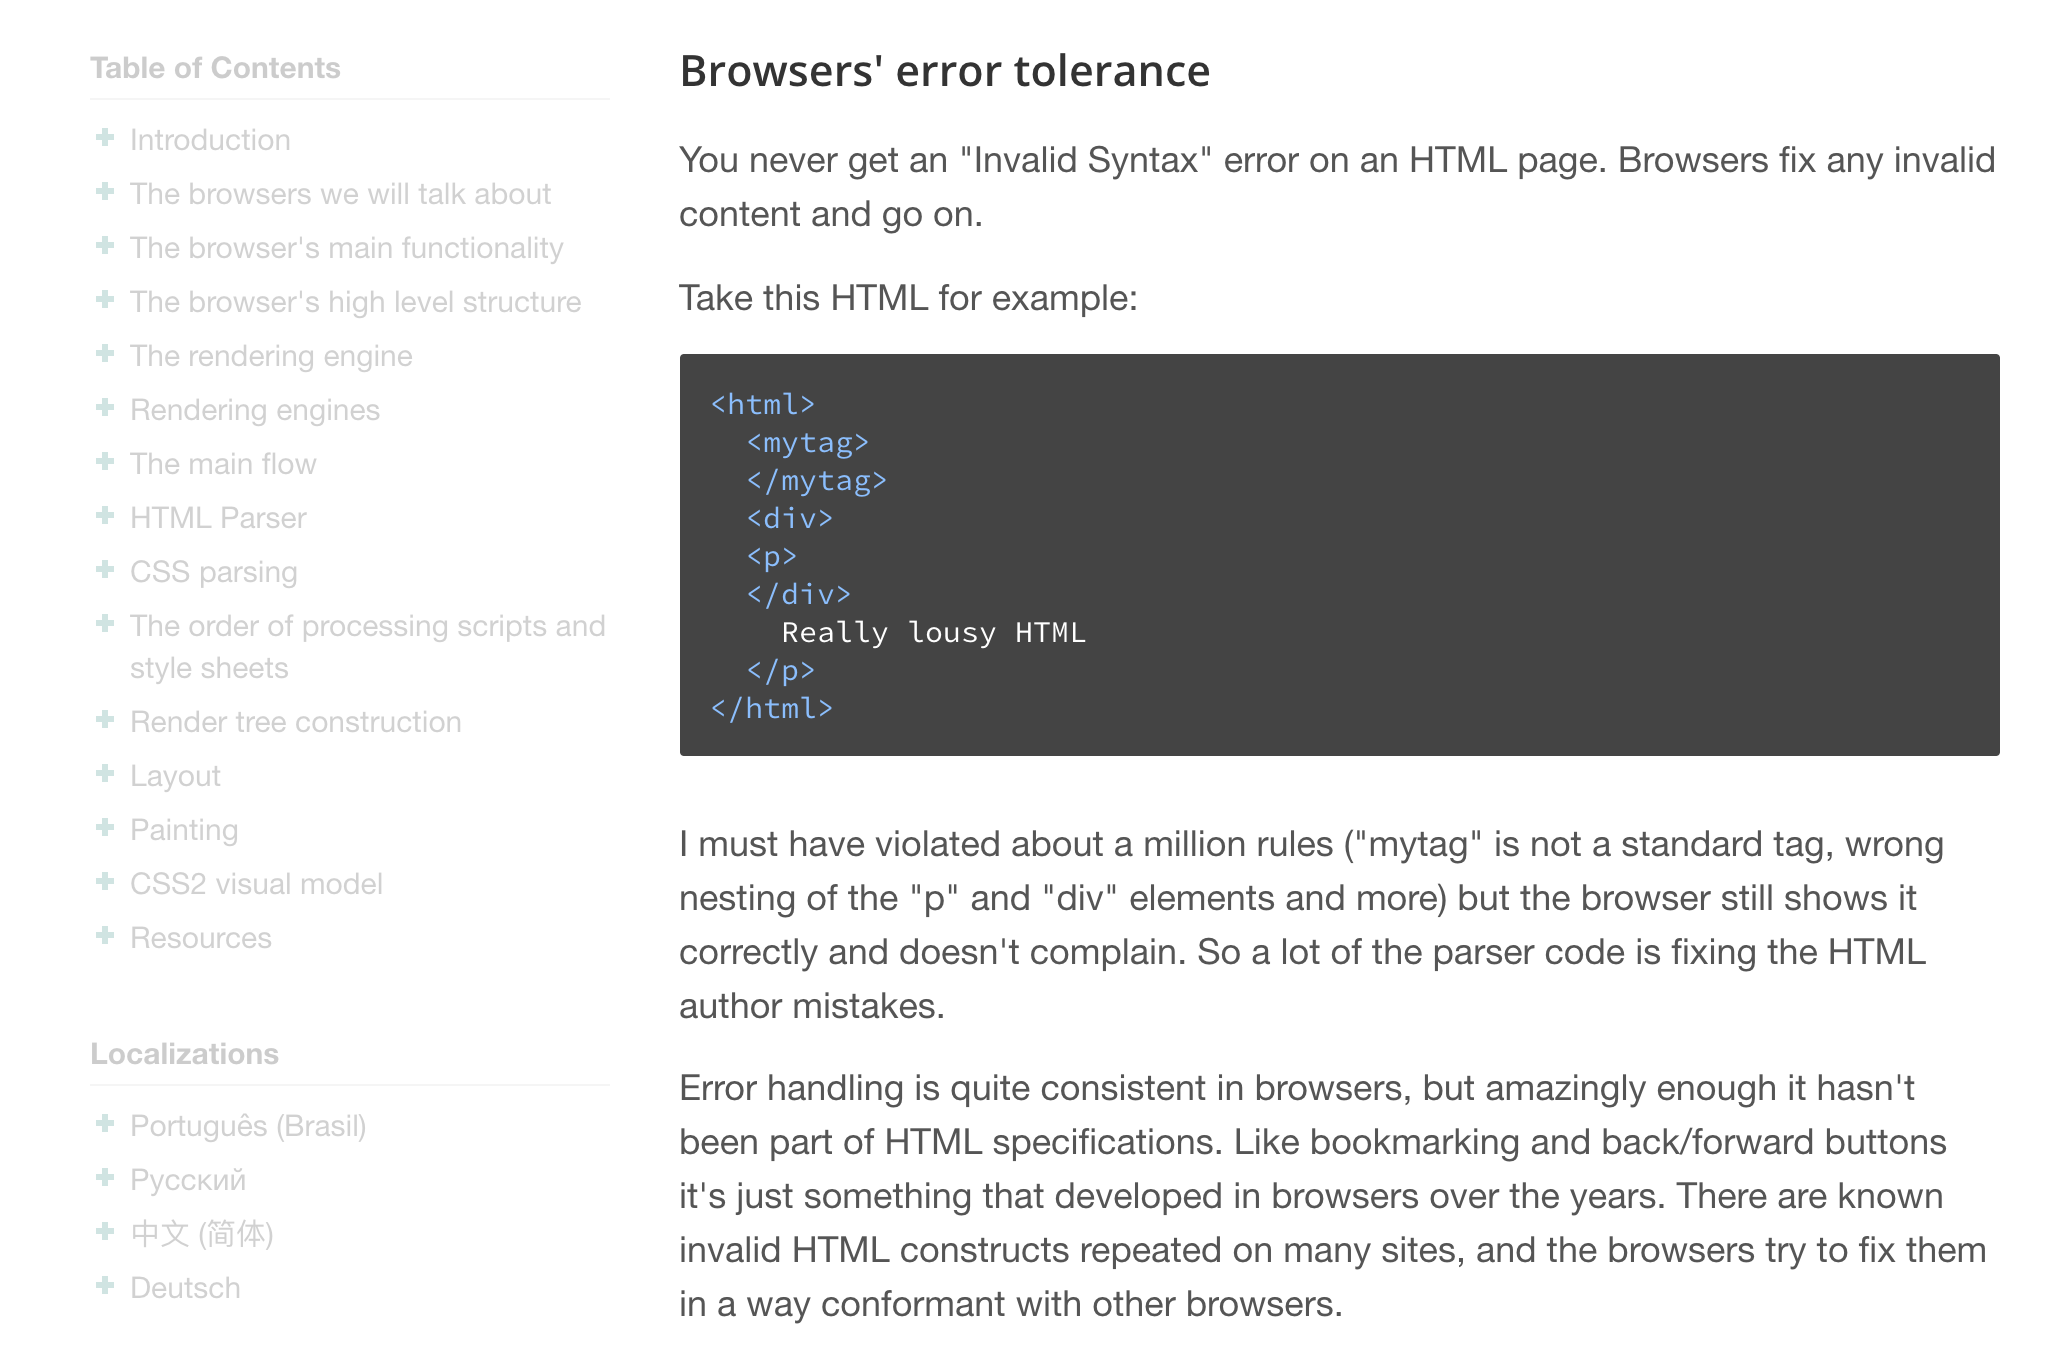 Table of Contents
Introduction
The browsers we will talk about
The browser's main functionality
The browser's high level structure
The rendering engine
Rendering engines
The main flow
HTML Parser
CSS parsing
The order of processing scripts and
style sheets
Render tree construction
Layout
Painting
CSS2 visual model
Resources
Localizations
Português (Brasil)
Русский
中文 (简体)
Deutsch
Browsers' error tolerance
You never get an "Invalid Syntax" error on an HTML page. Browsers fix any invalid
content and go on.
Take this HTML for example:
<html>
  <mytag>
  </mytag>
  <div>
  <p>
  </div>
    Really lousy HTML
  </p>
</html>
I must have violated about a million rules ("mytag" is not a standard tag, wrong
nesting of the "p" and "div" elements and more) but the browser still shows it
correctly and doesn't complain. So a lot of the parser code is fixing the HTML
author mistakes.
Error handling is quite consistent in browsers, but amazingly enough it hasn't
been part of HTML specifications. Like bookmarking and back/forward buttons
it's just something that developed in browsers over the years. There are known
invalid HTML constructs repeated on many sites, and the browsers try to fix them
in a way conformant with other browsers.